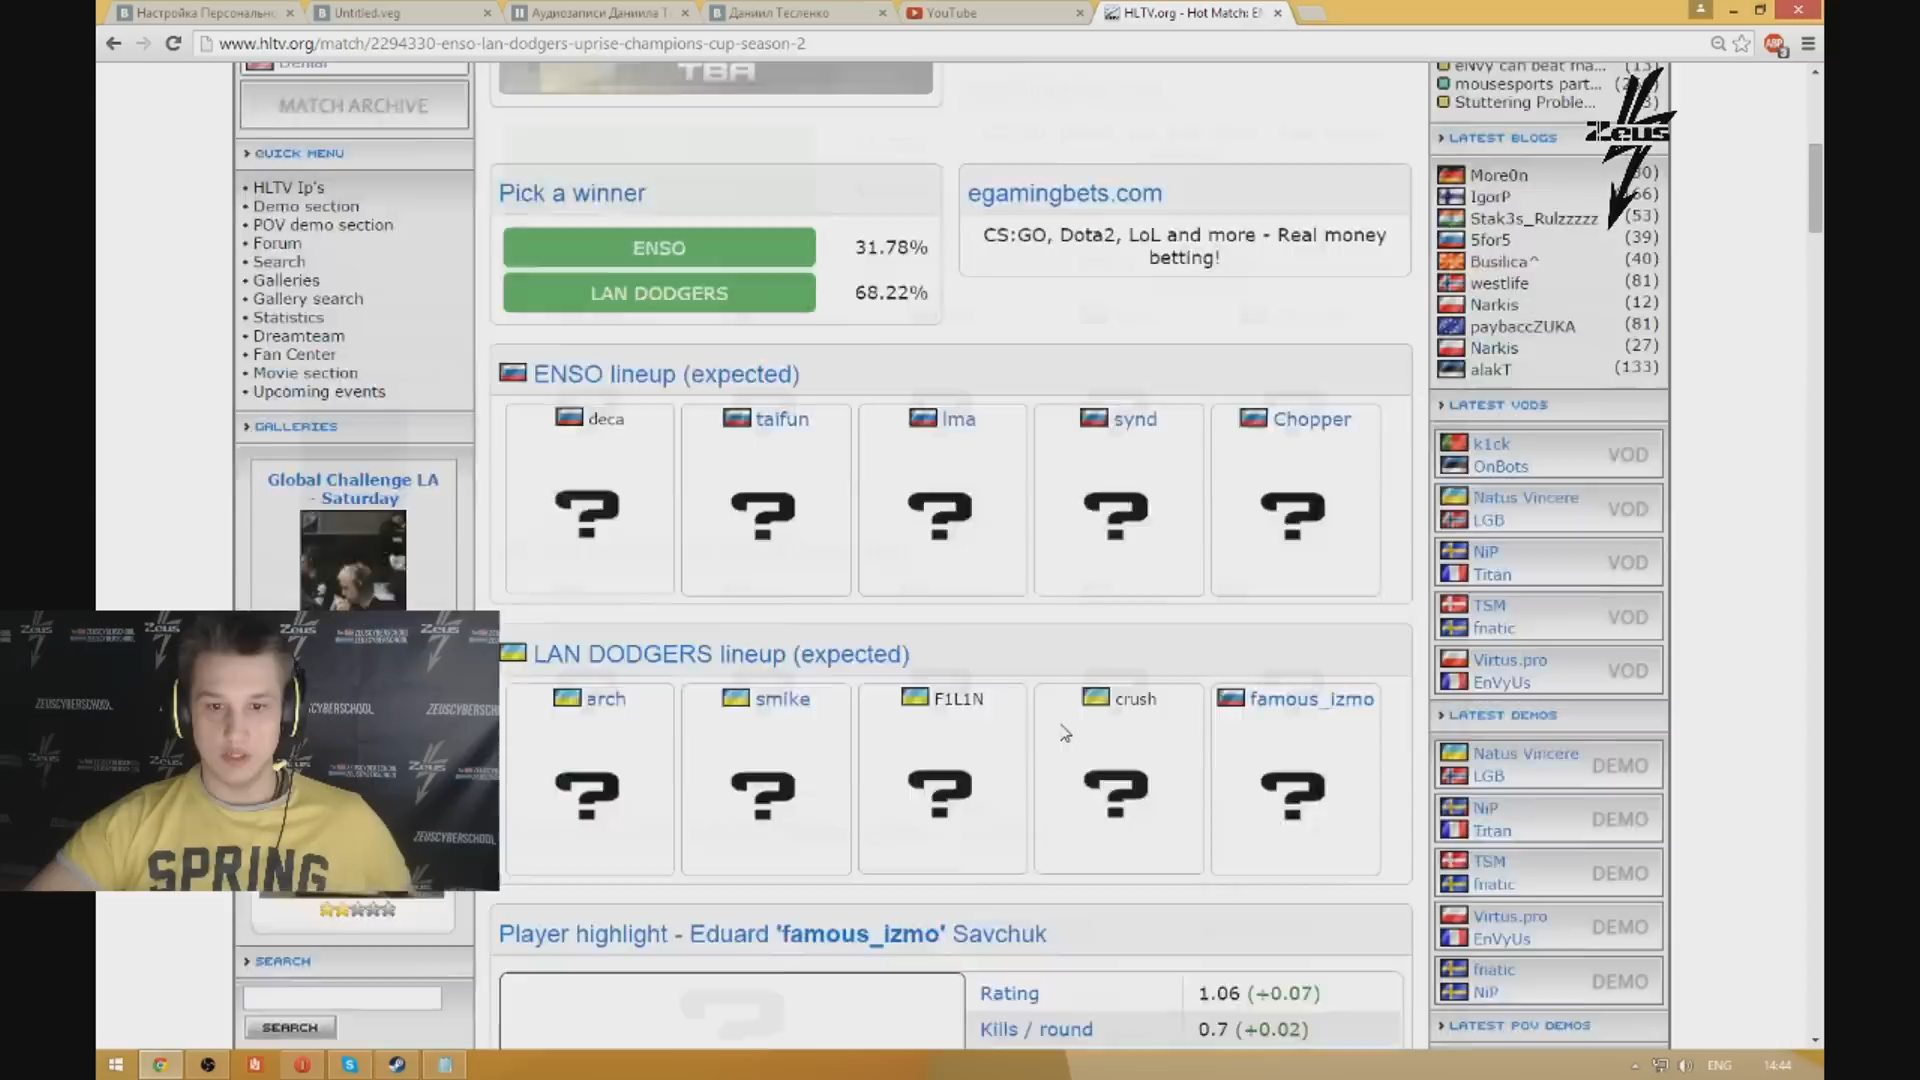 Настройка Персональн
Untitled.veg
Аудиозаписи Даниила Т
Даниил Тесленко
YouTube
HLTV.org - Hot Match: E
www.hltv.org/match/2294330-enso-lan-dodgers-uprise-champions-cup-season-2
Denial
MATCH ARCHIVE
QUICK MENU
• HLTV Ip's
• Demo section
• POV demo section
• Forum
• Search
• Galleries
• Gallery search
• Statistics
• Dreamteam
• Fan Center
• Movie section
• Upcoming events
GALLERIES
Global Challenge LA
- Saturday
SEARCH
SEARCH
TBA
Pick a winner
ENSO 31.78%
LAN DODGERS 68.22%
egamingbets.com
CS:GO, Dota2, LoL and more - Real money
betting!
ENSO lineup (expected)
deca taifun lma synd Chopper
? ? ? ? ?
LAN DODGERS lineup (expected)
arch smike F1L1N crush famous_izmo
? ? ? ? ?
Player highlight - Eduard 'famous_izmo' Savchuk
Rating 1.06 (+0.07)
Kills / round 0.7 (+0.02)
mousesports part...
Stuttering Proble...
Zeus
LATEST BLOGS
More0n
IgorP
Stak3s_Rulzzzzz (53)
5for5 (39)
Busilica^ (40)
westlife (81)
Narkis (12)
paybaccZUKA (81)
Narkis (27)
alakT (133)
LATEST VODS
k1ck
OnBots
VOD
Natus Vincere
LGB
VOD
NiP
Titan
VOD
TSM
fnatic
VOD
Virtus.pro
EnVyUs
VOD
LATEST DEMOS
Natus Vincere
LGB
DEMO
NiP
Titan
DEMO
TSM
fnatic
DEMO
Virtus.pro
EnVyUs
DEMO
fnatic
NiP
DEMO
LATEST POV DEMOS
Zeus
ZEUSCYBERSCHOOL
SPRING
ENG 14:44